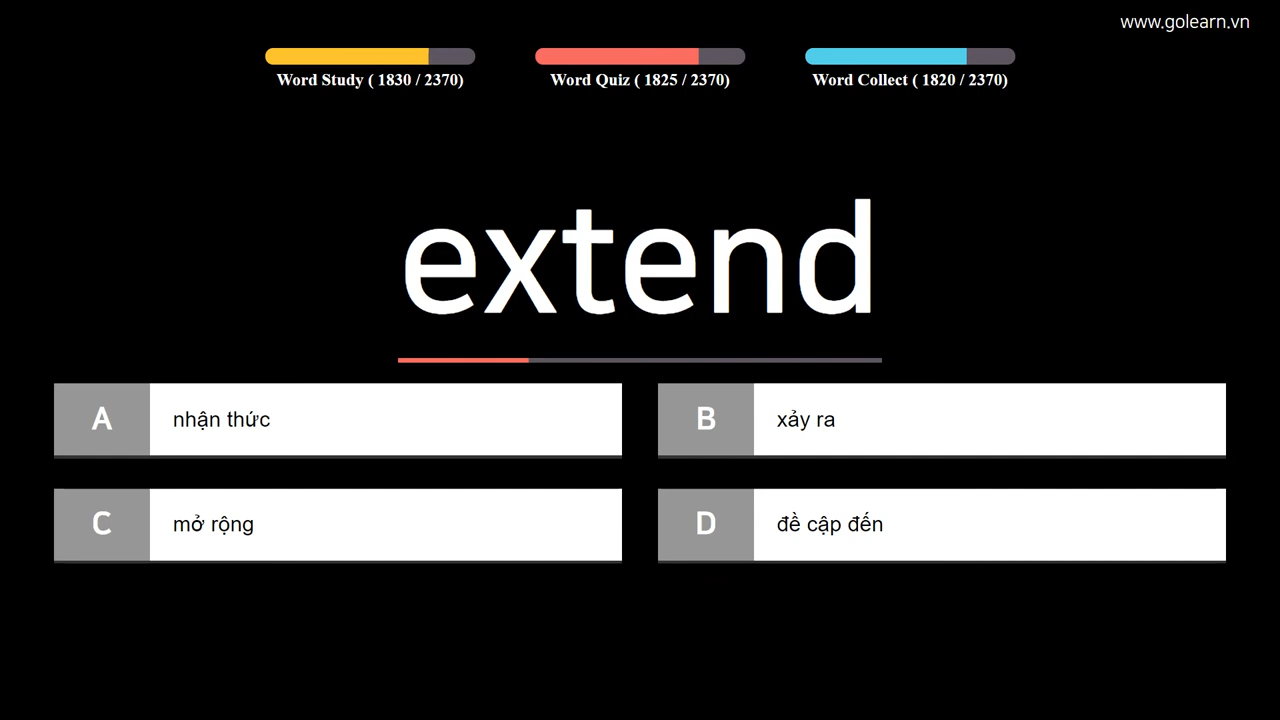 www.golearn.vn
Word Study ( 1830 / 2370)
Word Quiz ( 1825 / 2370)
Word Collect ( 1820 / 2370)
extend
A nhận thức
B xảy ra
C mở rộng
D đề cập đến